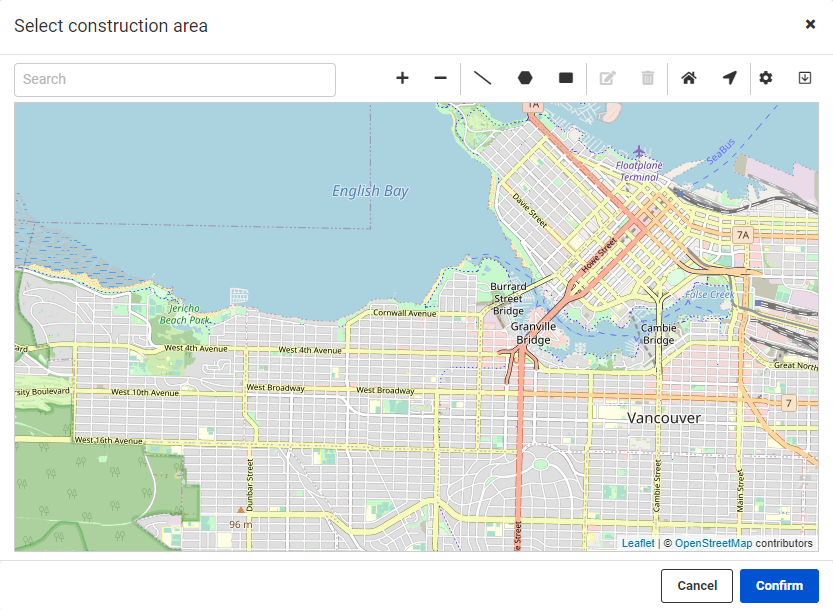 Select construction area
Search
1A
Floatplane
Terminal
SeaBus
English Bay
Davie Street
7A
Howe Street
Burrard
Street
Bridge
False Creek
Jericho
Beach Park
Cornwall Avenue
Granville
Bridge
Cambie
Bridge
West 4th Avenue
West 4th Avenue
Great North
West Broadway
West Broadway
rsity Boulevard
West 10th Avenue
7
Vancouver
West 16th Avenue
Dunbar Street
Cambie Street
Main Street
96 m
e Street
Leaflet | © OpenStreetMap contributors
Cancel
Confirm